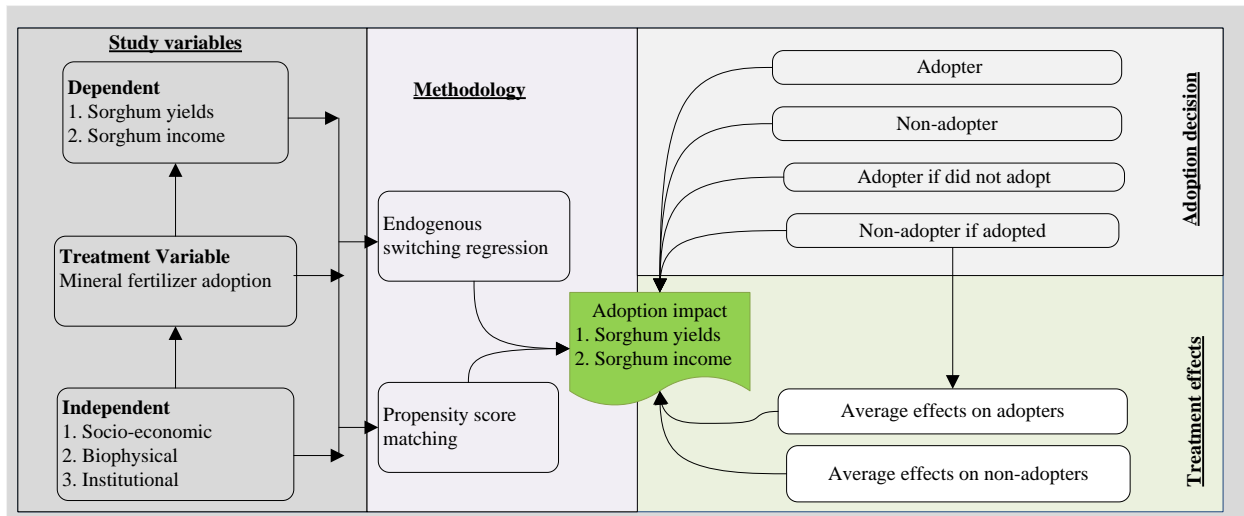 Study variables
Dependent
1. Sorghum yields
2. Sorghum income
Treatment Variable
Mineral fertilizer adoption
Independent
1. Socio-economic
2. Biophysical
3. Institutional
Methodology
Endogenous
switching regression
Propensity score
matching
Adoption impact
1. Sorghum yields
2. Sorghum income
Adopter
Non-adopter
Adopter if did not adopt
Non-adopter if adopted
Adoption decision
Average effects on adopters
Average effects on non-adopters
Treatment effects